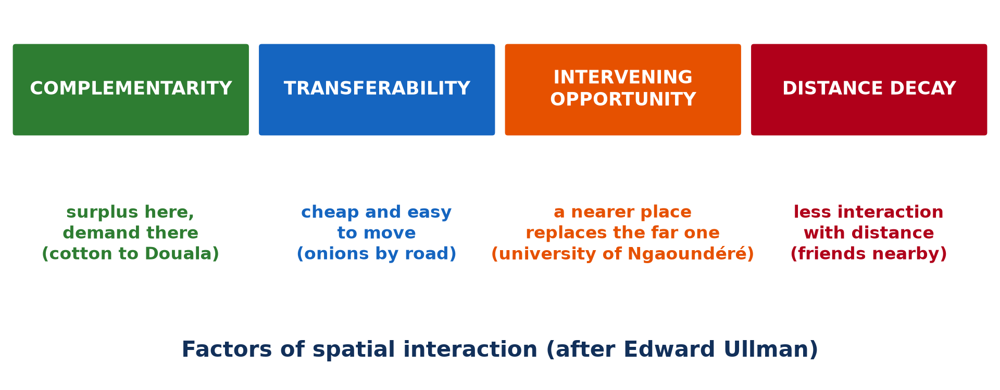 COMPLEMENTARITY
TRANSFERABILITY
INTERVENING
OPPORTUNITY
DISTANCE DECAY
surplus here,
demand there
(cotton to Douala)
cheap and easy
to move
(onions by road)
a nearer place
replaces the far one
(university of Ngaoundéré)
less interaction
with distance
(friends nearby)
Factors of spatial interaction (after Edward Ullman)